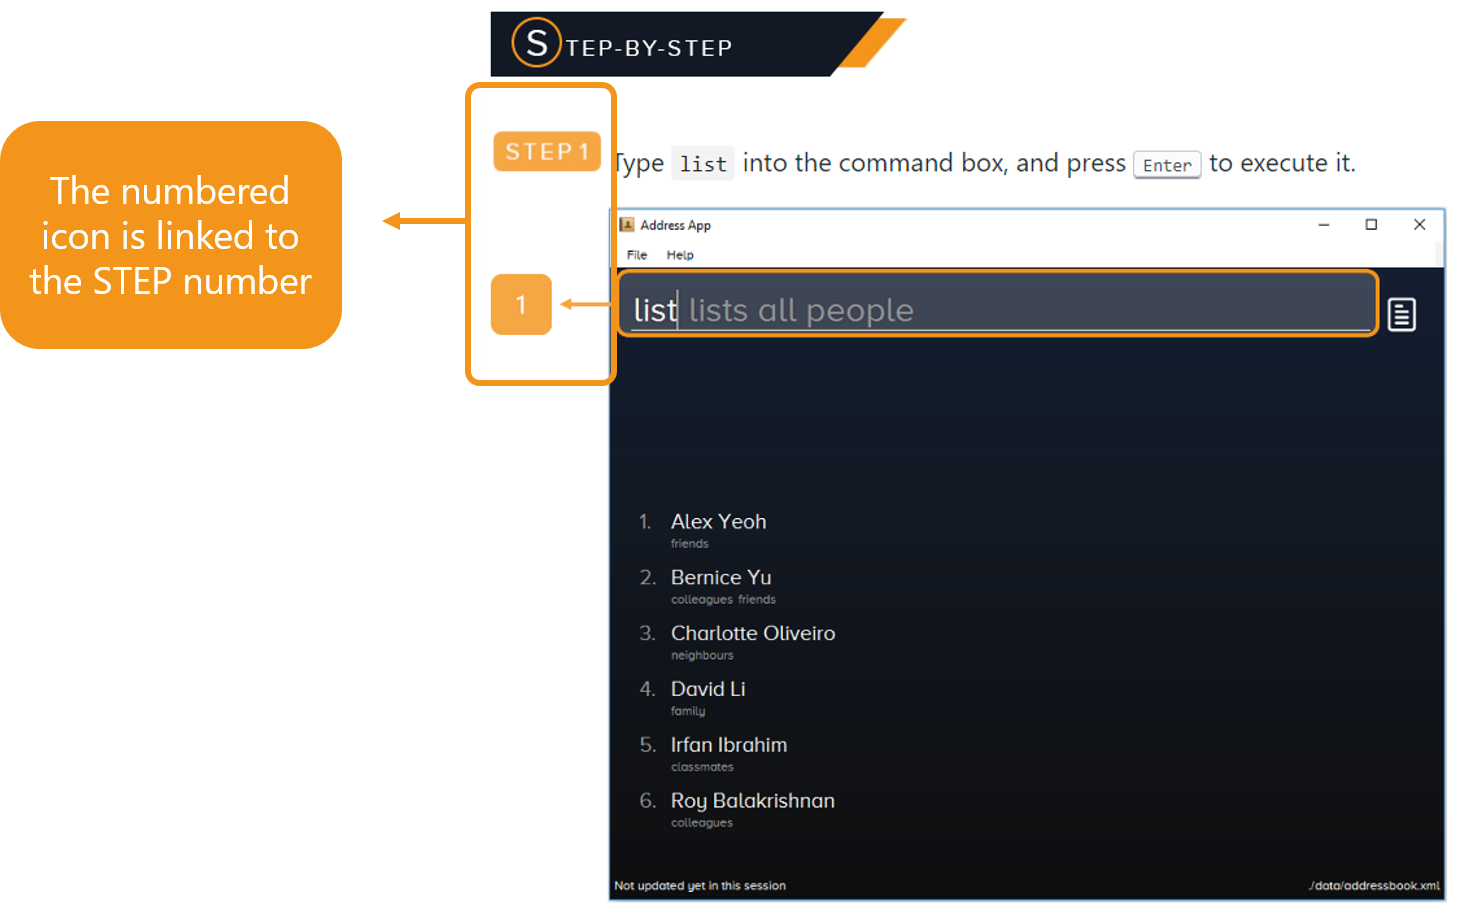 STEP-BY-STEP
The numbered
icon is linked to
the STEP number
STEP 1
Type list into the command box, and press Enter to execute it.
Address App
File Help
1
list lists all people
1. Alex Yeoh
friends
2. Bernice Yu
colleagues friends
3. Charlotte Oliveiro
neighbours
4. David Li
family
5. Irfan Ibrahim
classmates
6. Roy Balakrishnan
colleagues
Not updated yet in this session
./data/addressbook.xml